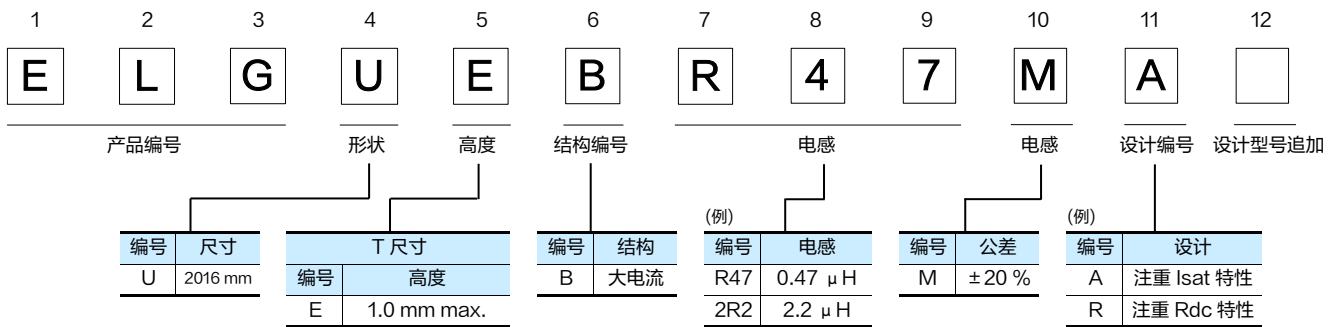 1 2 3 4 5 6 7 8 9 10 11 12
E L G U E B R 4 7 M A
产品编号 形状 高度 结构编号 电感 电感 设计编号 设计型号追加
(例) (例)
编号 尺寸 T 尺寸 编号 结构 编号 电感 编号 公差 编号 设计
U 2016 mm 编号 高度 B 大电流 R47 0.47 μH M ±20 % A 注重 Isat 特性
E 1.0 mm max. 2R2 2.2 μH R 注重 Rdc 特性